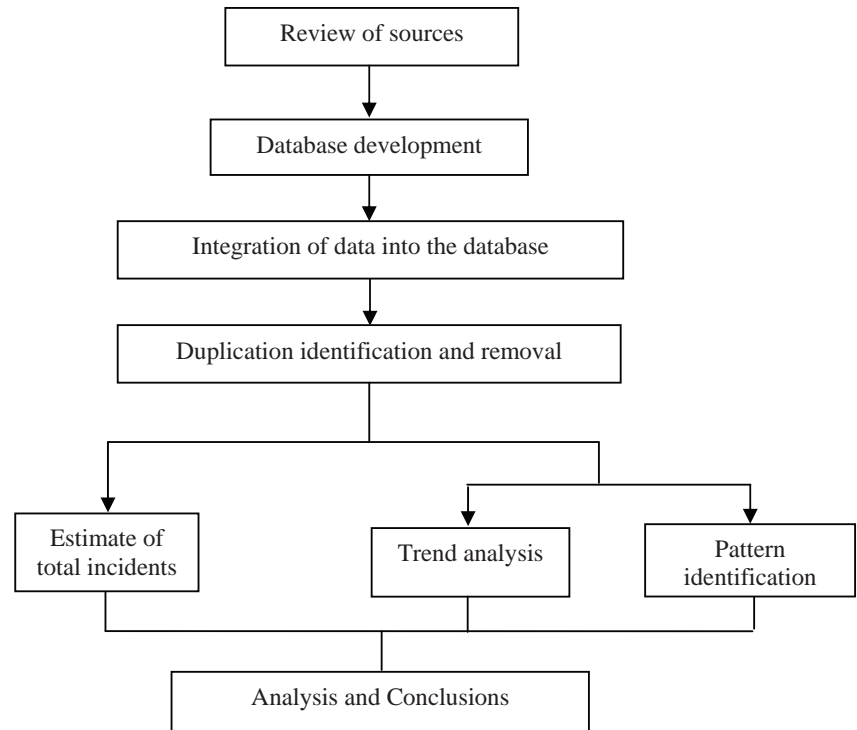 Review of sources
Database development
Integration of data into the database
Duplication identification and removal
Estimate of
total incidents
Trend analysis
Pattern
identification
Analysis and Conclusions